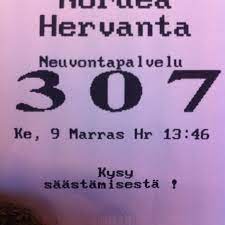 Nordea
Hervanta
Neuvontapalvelu
307
Ke, 9 Marras Hr 13:46
Kysy
säästämisestä !